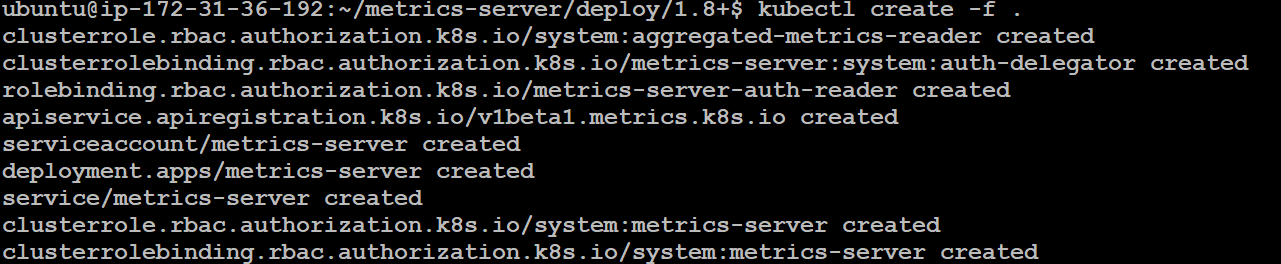 ubuntu@ip-172-31-36-192:~/metrics-server/deploy/1.8+$ kubectl create -f .
clusterrole.rbac.authorization.k8s.io/system:aggregated-metrics-reader created
clusterrolebinding.rbac.authorization.k8s.io/metrics-server:system:auth-delegator created
rolebinding.rbac.authorization.k8s.io/metrics-server-auth-reader created
apiservice.apiregistration.k8s.io/v1beta1.metrics.k8s.io created
serviceaccount/metrics-server created
deployment.apps/metrics-server created
service/metrics-server created
clusterrole.rbac.authorization.k8s.io/system:metrics-server created
clusterrolebinding.rbac.authorization.k8s.io/system:metrics-server created